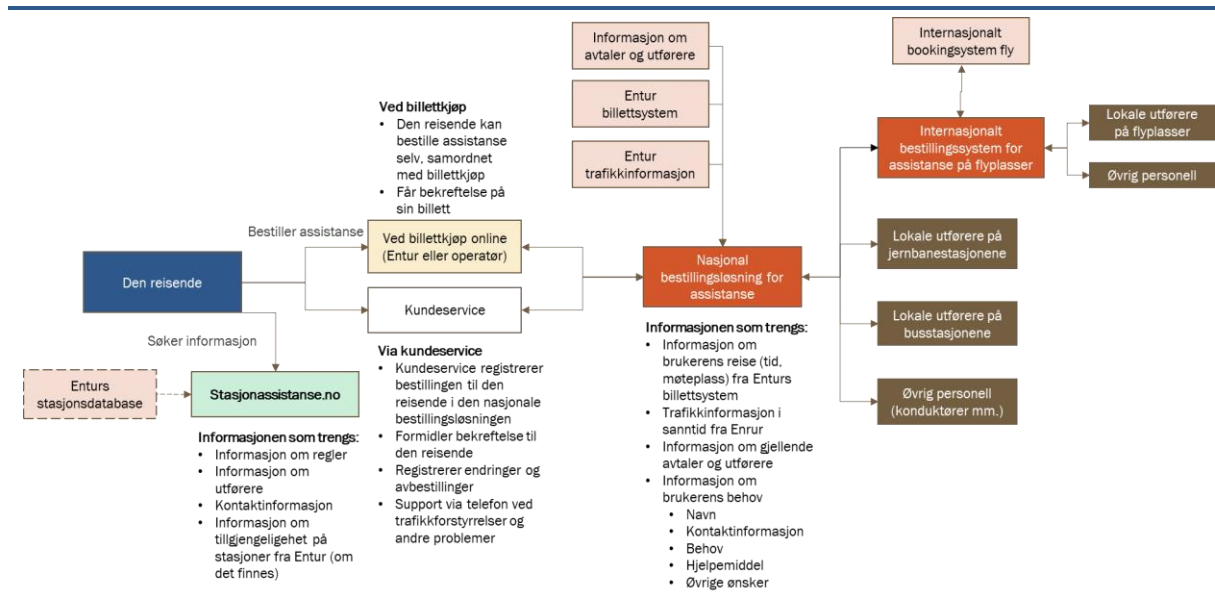 Informasjon om
avtaler og utførere
Entur
billettsystem
Entur
trafikkinformasjon
Internasjonalt
bookingsystem fly
Internasjonalt
bestillingssystem for
assistanse på flyplasser
Lokale utførere
på flyplasser
Øvrig personell
Ved billettkjøp
• Den reisende kan
bestille assistanse
selv, samordnet
med billettkjøp
• Får bekreftelse på
sin billett
Bestiller assistanse
Ved billettkjøp online
(Entur eller operatør)
Den reisende
Kundeservice
Nasjonal
bestillingsløsning for
assistanse
Lokale utførere på
jernbanestasjonene
Lokale utførere på
busstasjonene
Øvrig personell
(konduktører mm.)
Søker informasjon
Enturs
stasjonsdatabase
Stasjonassistanse.no
Informasjonen som trengs:
• Informasjon om regler
• Informasjon om
utførere
• Kontaktinformasjon
• Informasjon om
tilgjengeligehet på
stasjoner fra Entur (om
det finnes)
Via kundeservice
• Kundeservice registrerer
bestillingen til den
reisende i den nasjonale
bestillingsløsningen
• Formidler bekreftelse til
den reisende
• Registrerer endringer og
avbestillinger
• Support via telefon ved
trafikkforstyrrelser og
andre problemer
Informasjonen som trengs:
• Informasjon om
brukerens reise (tid,
møteplass) fra Enturs
billettsystem
• Trafikkinformasjon i
sanntid fra Enrur
• Informasjon om gjellende
avtaler og utførere
• Informasjon om
brukerens behov
• Navn
• Kontaktinformasjon
• Behov
• Hjelpemiddel
• Øvrige ønsker